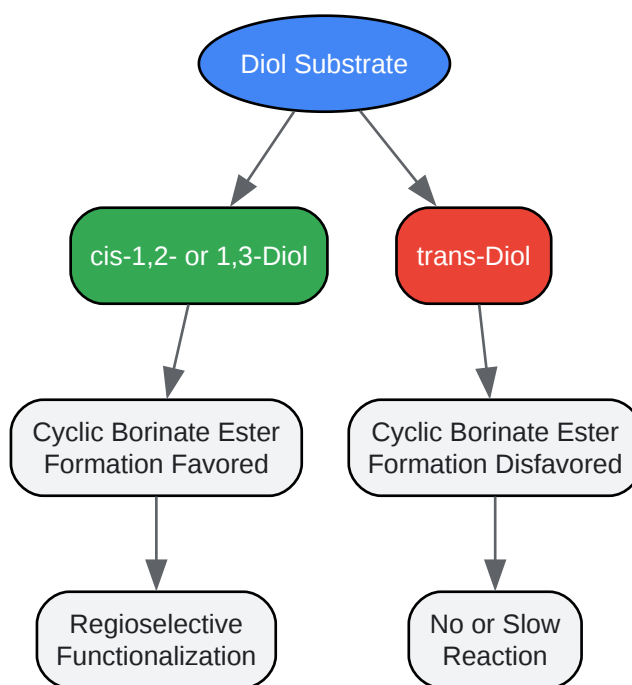 Diol Substrate
cis-1,2- or 1,3-Diol
trans-Diol
Cyclic Borinate Ester
Formation Favored
Cyclic Borinate Ester
Formation Disfavored
Regioselective
Functionalization
No or Slow
Reaction